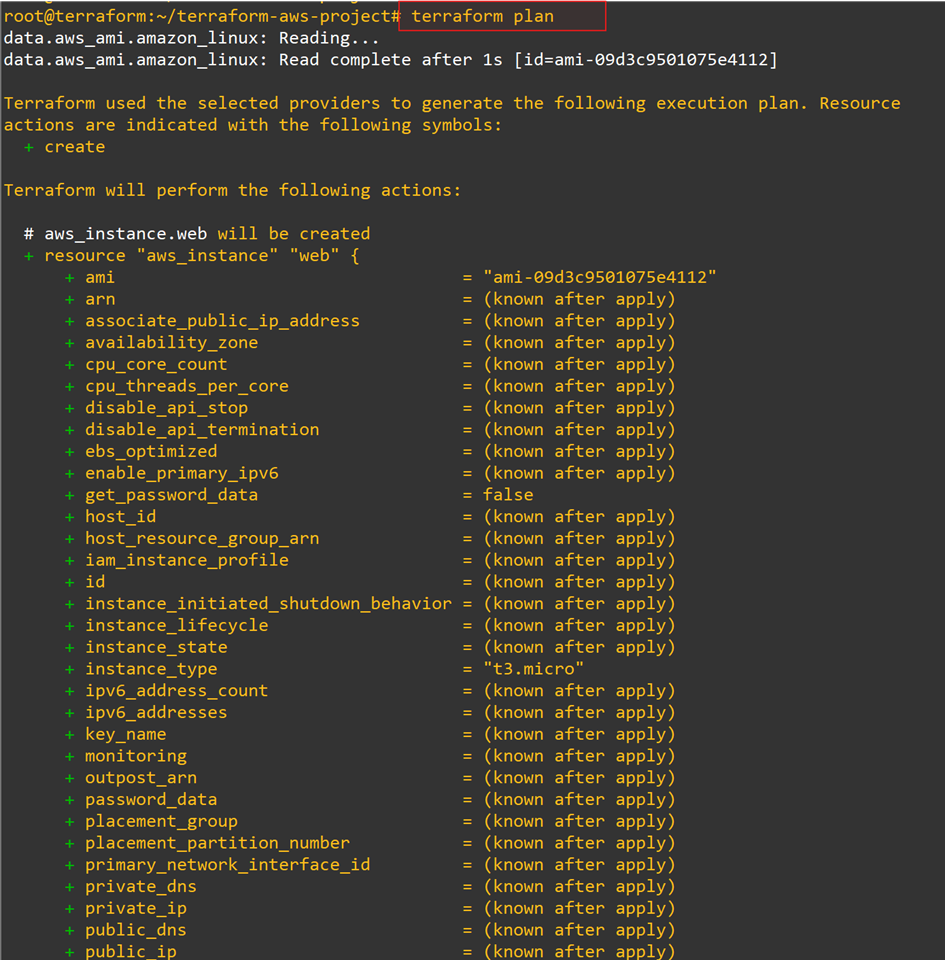 root@terraform:~/terraform-aws-project# terraform plan
data.aws_ami.amazon_linux: Reading...
data.aws_ami.amazon_linux: Read complete after 1s [id=ami-09d3c9501075e4112]
Terraform used the selected providers to generate the following execution plan. Resource
actions are indicated with the following symbols:
+ create
Terraform will perform the following actions:
# aws_instance.web will be created
+ resource "aws_instance" "web" {
+ ami = "ami-09d3c9501075e4112"
+ arn = (known after apply)
+ associate_public_ip_address = (known after apply)
+ availability_zone = (known after apply)
+ cpu_core_count = (known after apply)
+ cpu_threads_per_core = (known after apply)
+ disable_api_stop = (known after apply)
+ disable_api_termination = (known after apply)
+ ebs_optimized = (known after apply)
+ enable_primary_ipv6 = (known after apply)
+ get_password_data = false
+ host_id = (known after apply)
+ host_resource_group_arn = (known after apply)
+ iam_instance_profile = (known after apply)
+ id = (known after apply)
+ instance_initiated_shutdown_behavior = (known after apply)
+ instance_lifecycle = (known after apply)
+ instance_state = (known after apply)
+ instance_type = "t3.micro"
+ ipv6_address_count = (known after apply)
+ ipv6_addresses = (known after apply)
+ key_name = (known after apply)
+ monitoring = (known after apply)
+ outpost_arn = (known after apply)
+ password_data = (known after apply)
+ placement_group = (known after apply)
+ placement_partition_number = (known after apply)
+ primary_network_interface_id = (known after apply)
+ private_dns = (known after apply)
+ private_ip = (known after apply)
+ public_dns = (known after apply)
+ public_ip = (known after apply)